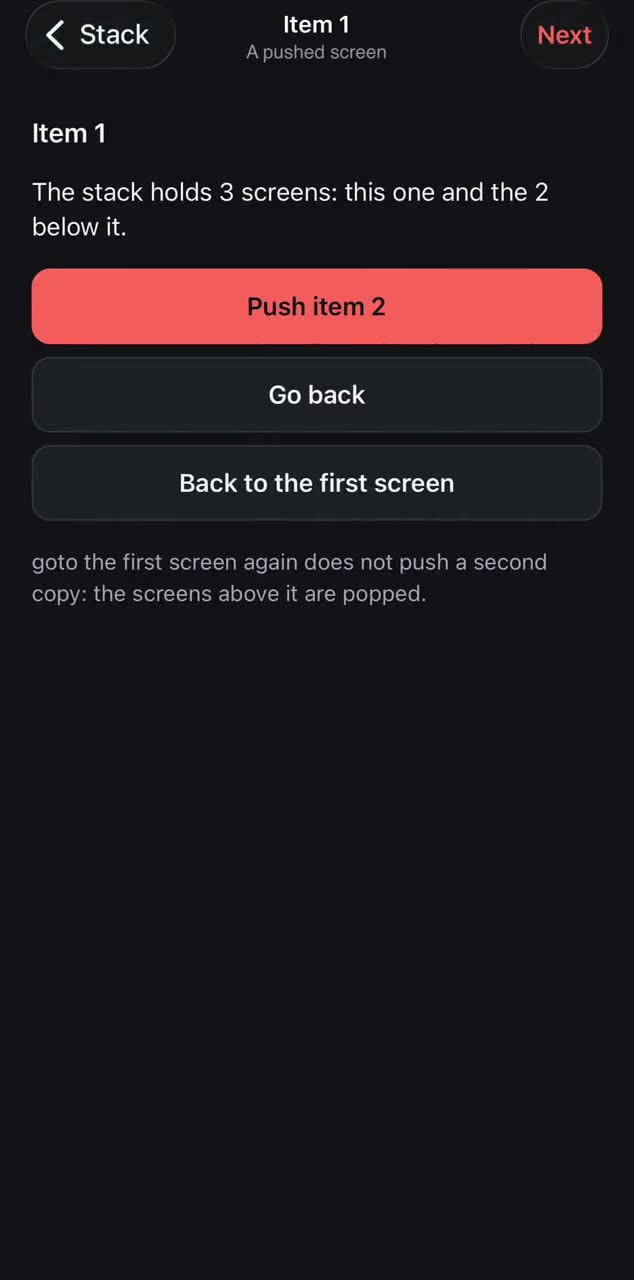 Stack
Item 1
A pushed screen
Next
Item 1
The stack holds 3 screens: this one and the 2
below it.
Push item 2
Go back
Back to the first screen
goto the first screen again does not push a second
copy: the screens above it are popped.